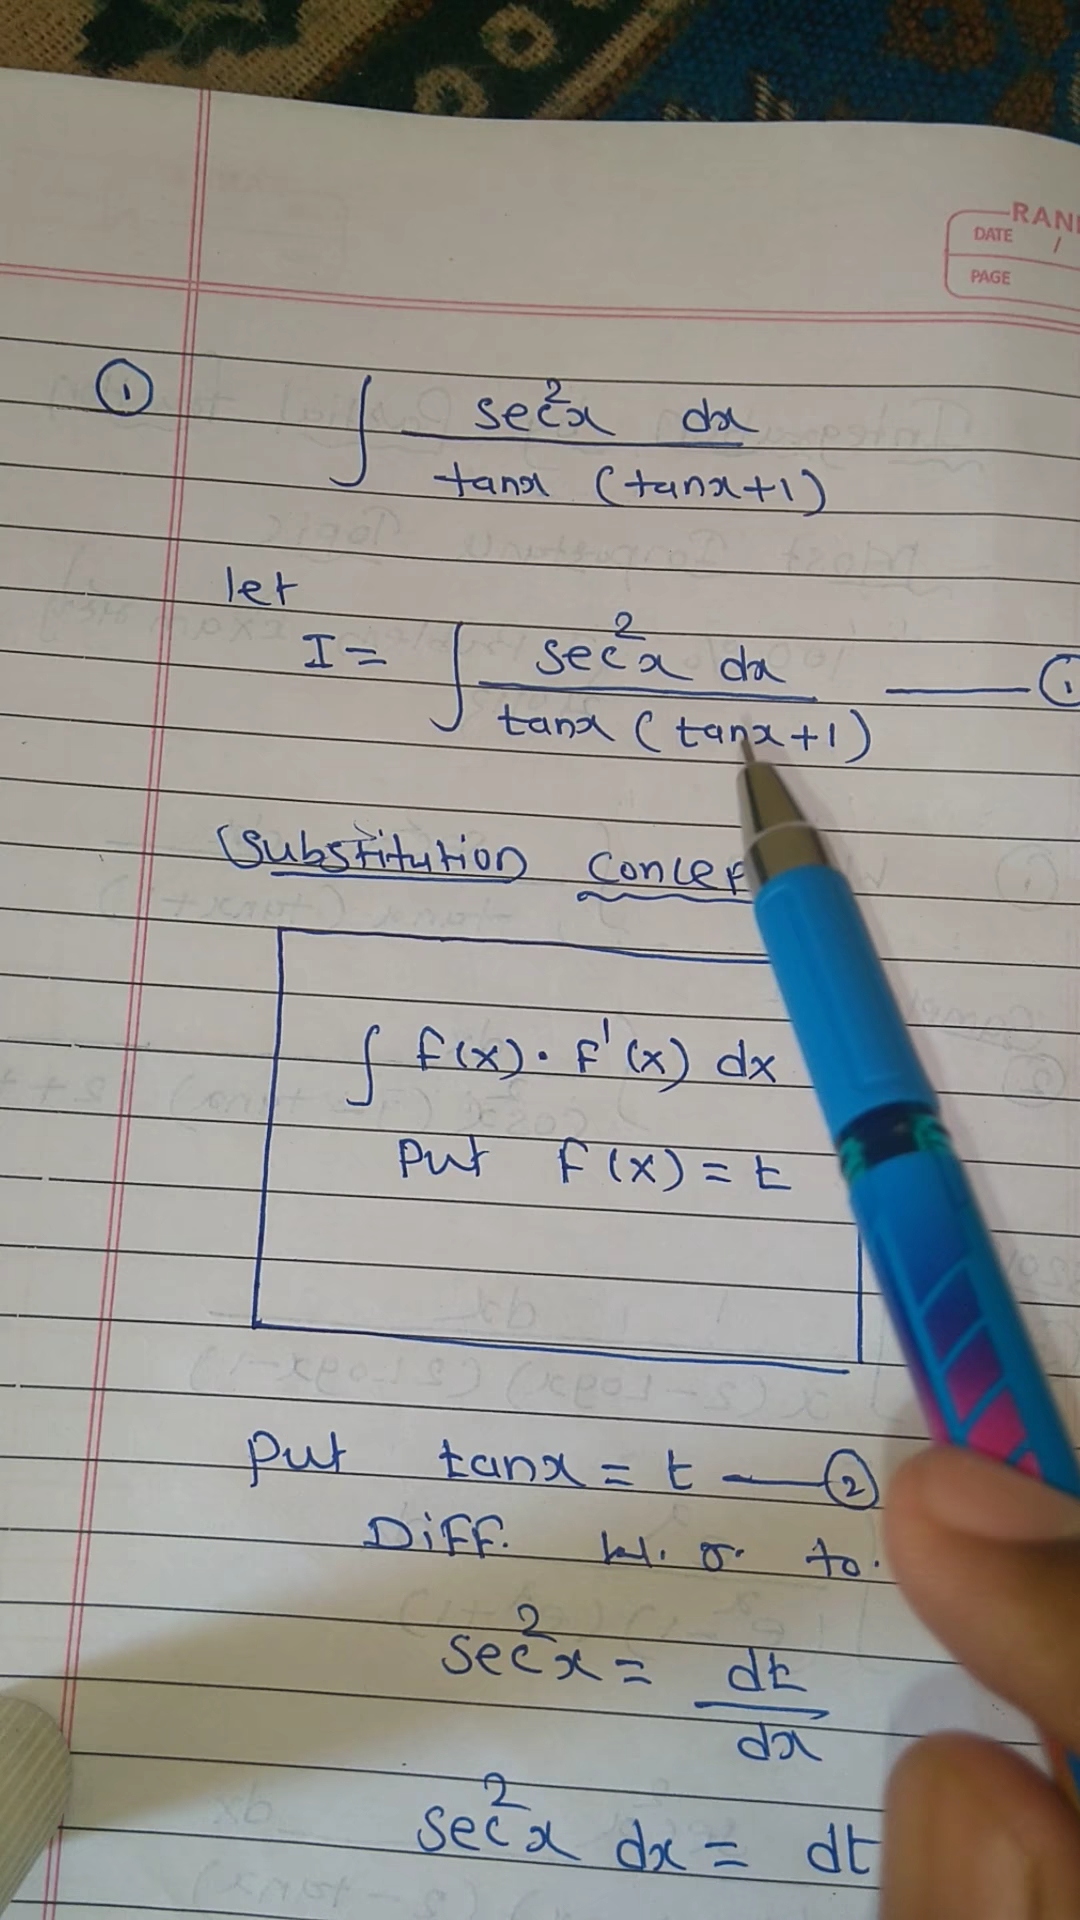 RAN
DATE /
PAGE
① ∫ sec²x dx / tanx (tanx+1)
let
I = ∫ sec²x dx / tanx (tanx+1) —— ①
Substitution Concep
∫ f(x)·f'(x) dx
Put f(x) = t
Put tanx = t —— ②
Diff. w.r. to.
sec²x = dt/dx
sec²x dx = dt